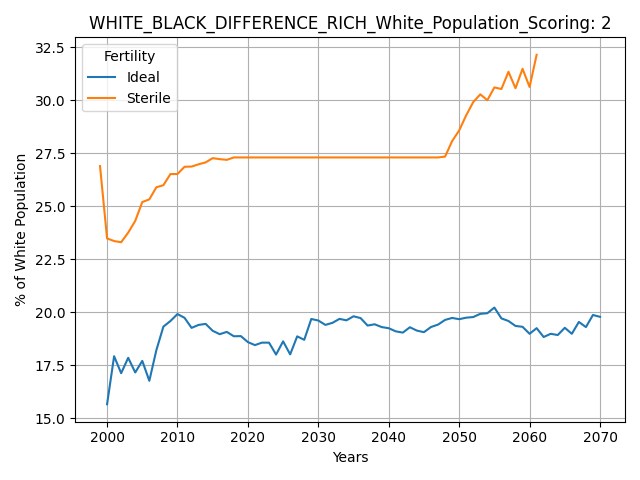 WHITE_BLACK_DIFFERENCE_RICH_White_Population_Scoring: 2
Fertility
Ideal
Sterile
% of White Population
32.5
30.0
27.5
25.0
22.5
20.0
17.5
15.0
2000 2010 2020 2030 2040 2050 2060 2070
Years